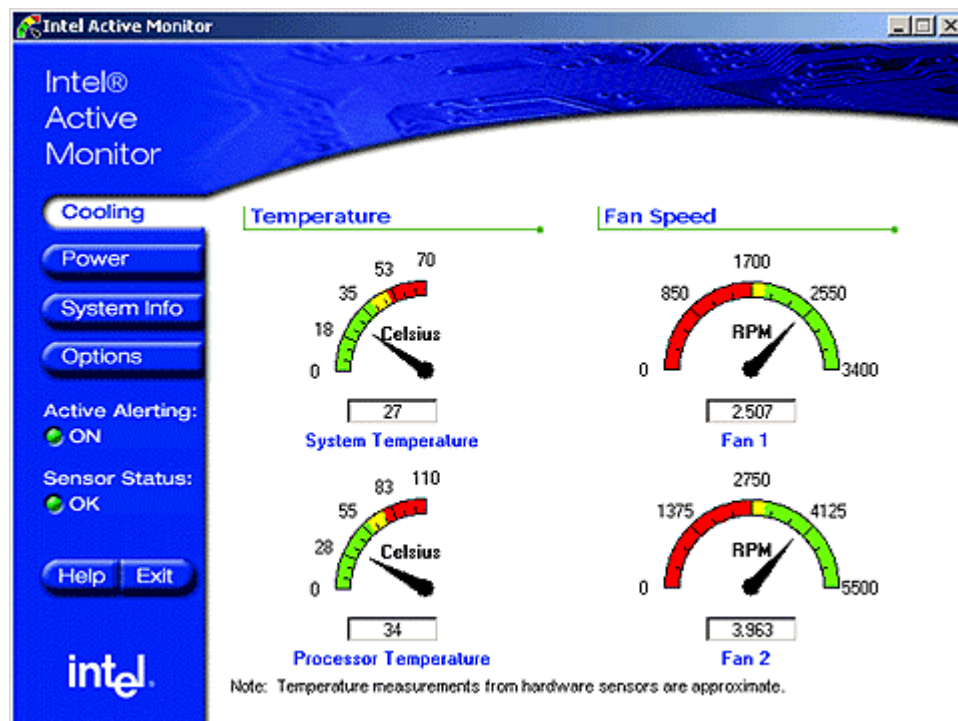 Intel Active Monitor
Intel®
Active
Monitor
Cooling
Power
System Info
Options
Active Alerting:
ON
Sensor Status:
OK
Help Exit
intel.
Temperature
0 18 35 53 70
Celsius
27
System Temperature
0 28 55 83 110
Celsius
34
Processor Temperature
Fan Speed
0 850 1700 2550 3400
RPM
2.507
Fan 1
0 1375 2750 4125 5500
RPM
3.963
Fan 2
Note: Temperature measurements from hardware sensors are approximate.